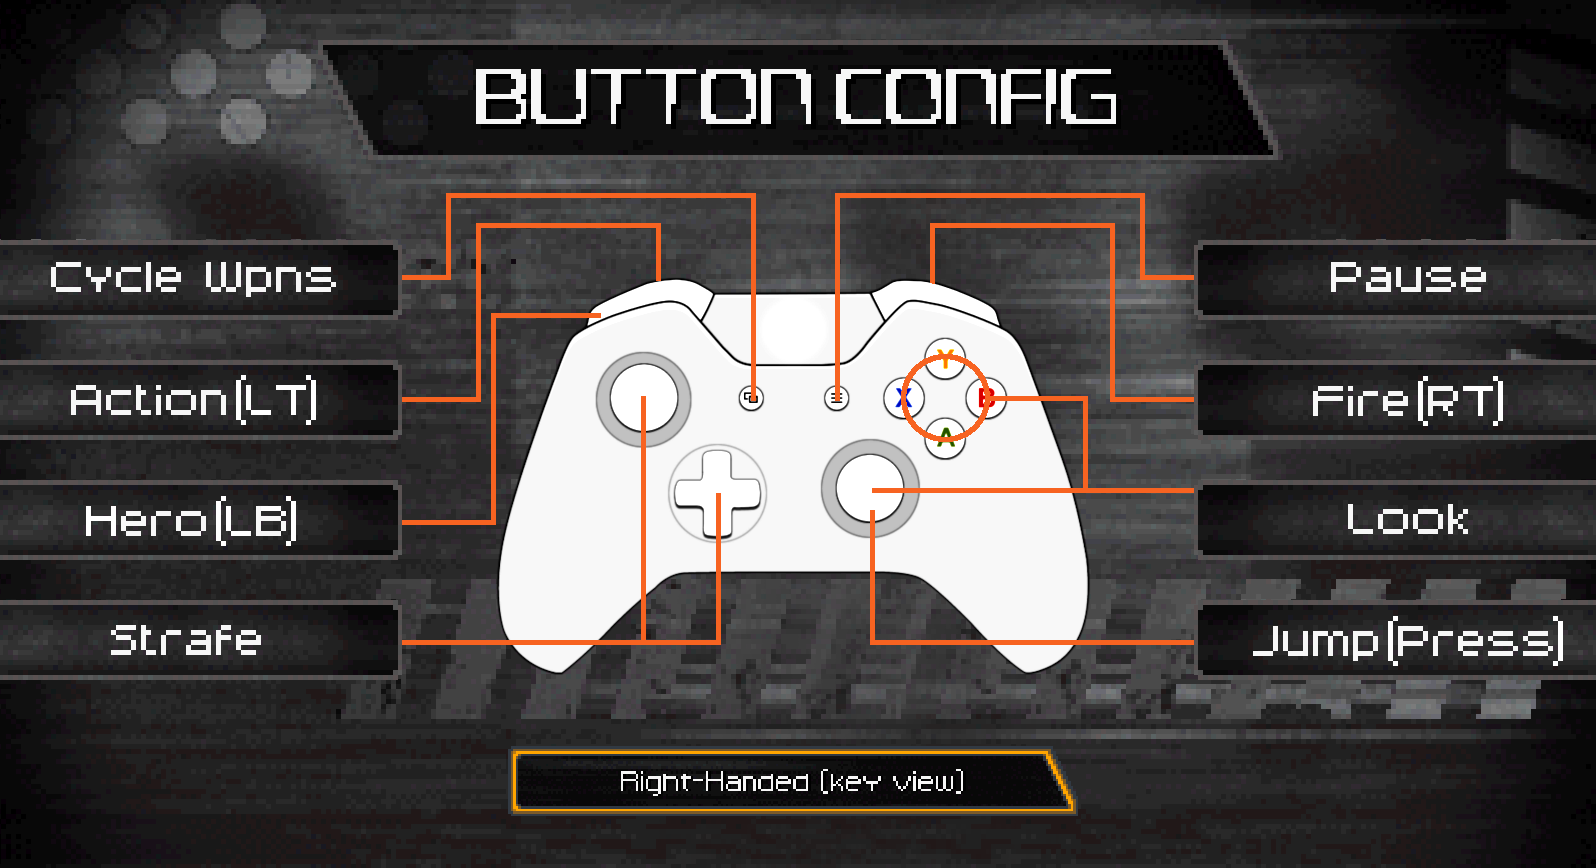 BUTTON CONFIG
Cycle Wpns
Action(LT)
Hero(LB)
Strafe
Y
X
B
A
Pause
Fire(RT)
Look
Jump(Press)
Right-Handed (key view)